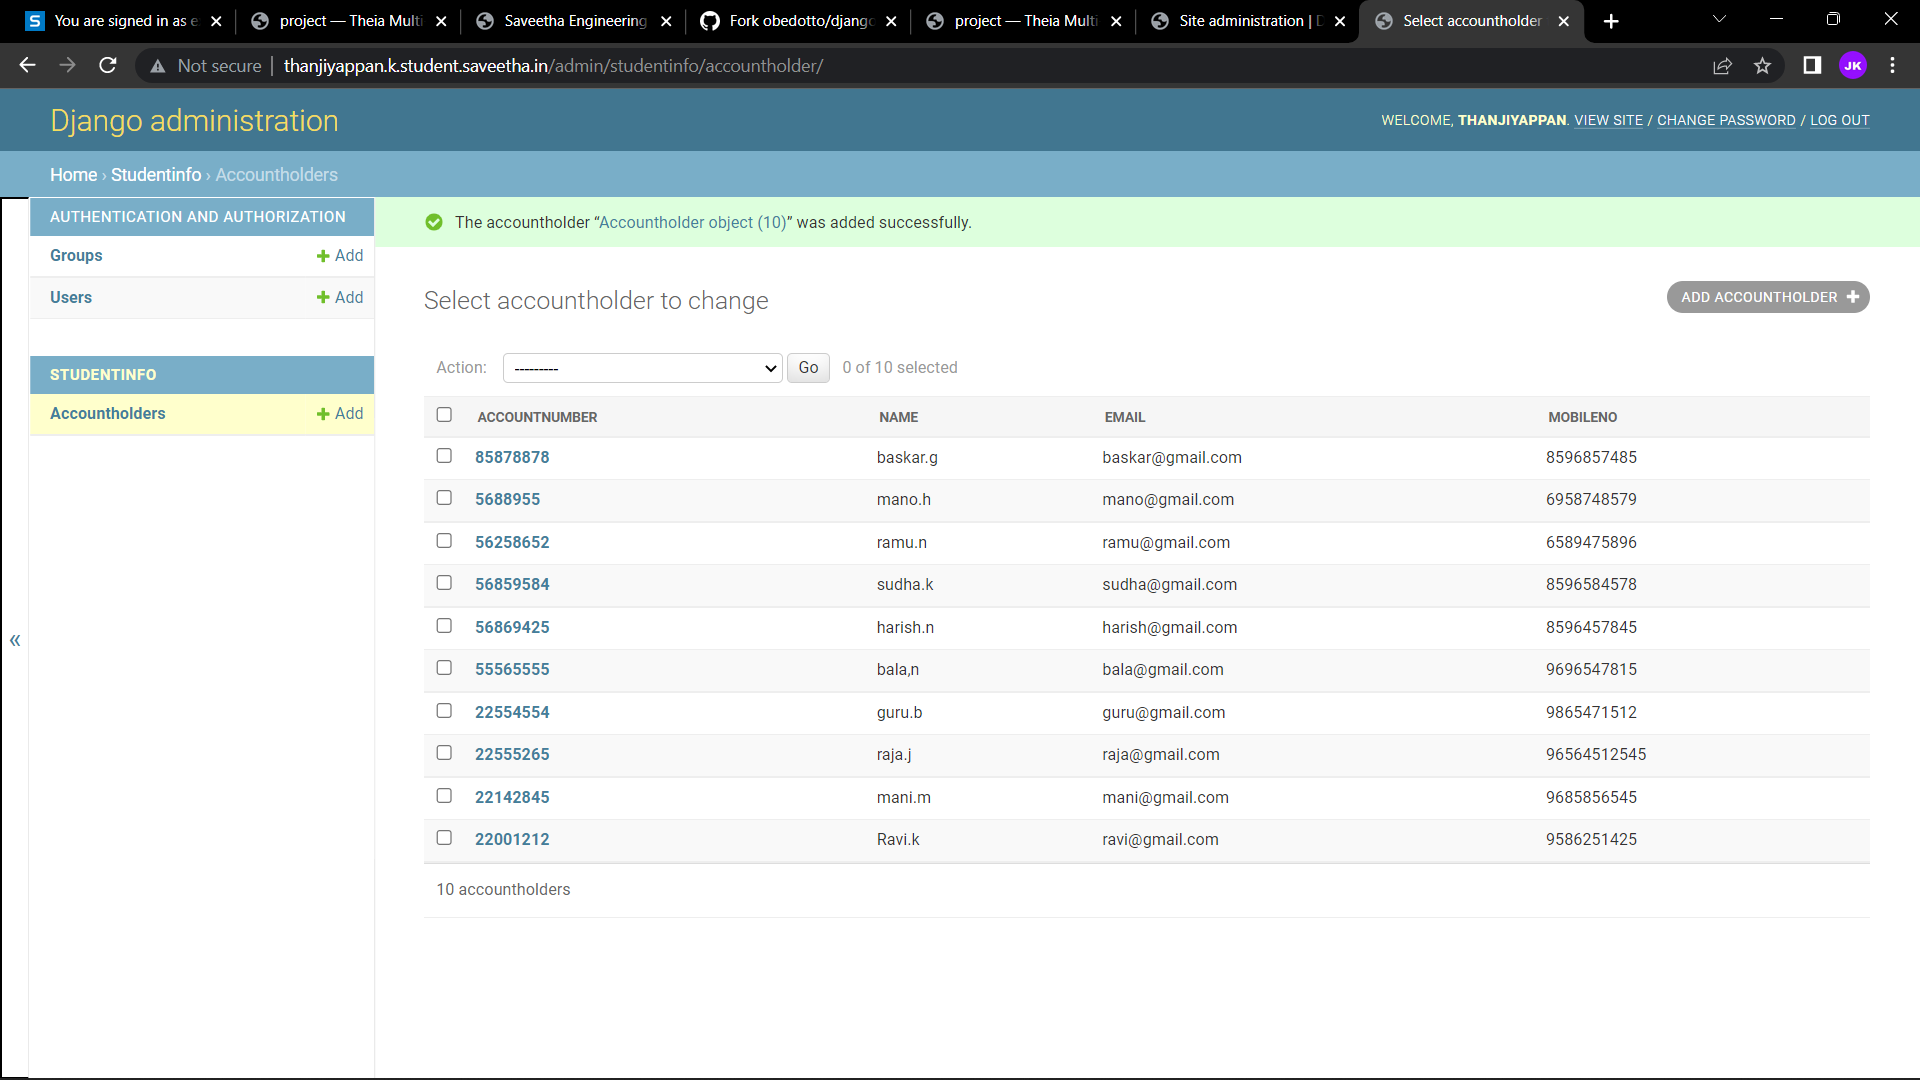 You are signed in as e
project — Theia Multi
Saveetha Engineering
Fork obedotto/django
project — Theia Multi
Site administration | D
Select accountholder
Not secure | thanjiyappan.k.student.saveetha.in/admin/studentinfo/accountholder/
JK
Django administration
WELCOME, THANJIYAPPAN. VIEW SITE / CHANGE PASSWORD / LOG OUT
Home › Studentinfo › Accountholders
AUTHENTICATION AND AUTHORIZATION
Groups + Add
Users + Add
STUDENTINFO
Accountholders + Add
«
The accountholder “Accountholder object (10)” was added successfully.
Select accountholder to change
ADD ACCOUNTHOLDER +
Action: --------- Go 0 of 10 selected
ACCOUNTNUMBER NAME EMAIL MOBILENO
85878878 baskar.g baskar@gmail.com 8596857485
5688955 mano.h mano@gmail.com 6958748579
56258652 ramu.n ramu@gmail.com 6589475896
56859584 sudha.k sudha@gmail.com 8596584578
56869425 harish.n harish@gmail.com 8596457845
55565555 bala,n bala@gmail.com 9696547815
22554554 guru.b guru@gmail.com 9865471512
22555265 raja.j raja@gmail.com 96564512545
22142845 mani.m mani@gmail.com 9685856545
22001212 Ravi.k ravi@gmail.com 9586251425
10 accountholders